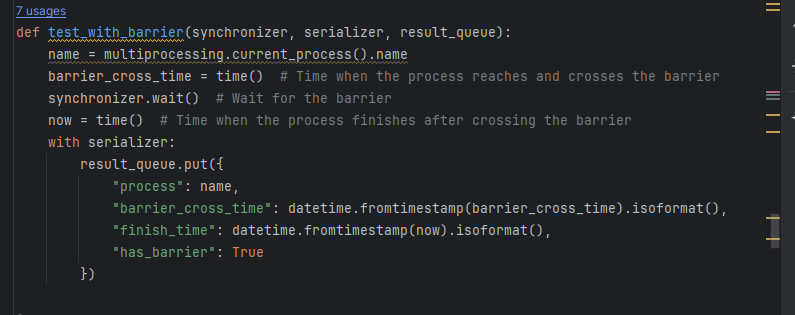 7 usages
def test_with_barrier(synchronizer, serializer, result_queue):
    name = multiprocessing.current_process().name
    barrier_cross_time = time()  # Time when the process reaches and crosses the barrier
    synchronizer.wait()  # Wait for the barrier
    now = time()  # Time when the process finishes after crossing the barrier
    with serializer:
        result_queue.put({
            "process": name,
            "barrier_cross_time": datetime.fromtimestamp(barrier_cross_time).isoformat(),
            "finish_time": datetime.fromtimestamp(now).isoformat(),
            "has_barrier": True
        })